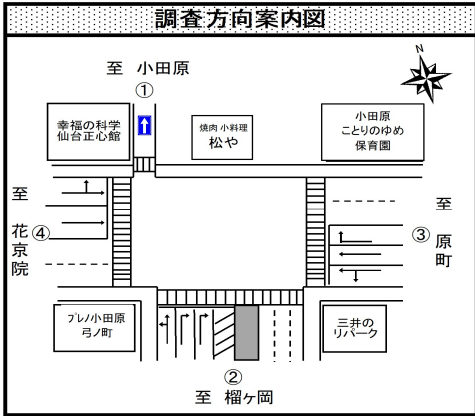 調査方向案内図
至 小田原
①
N
幸福の科学
仙台正心館
焼肉 小料理
松や
小田原
ことりのゆめ
保育園
至 花京院
④
至 原町
③
プレノ小田原
弓ノ町
三井の
リパーク
②
至 榴ヶ岡